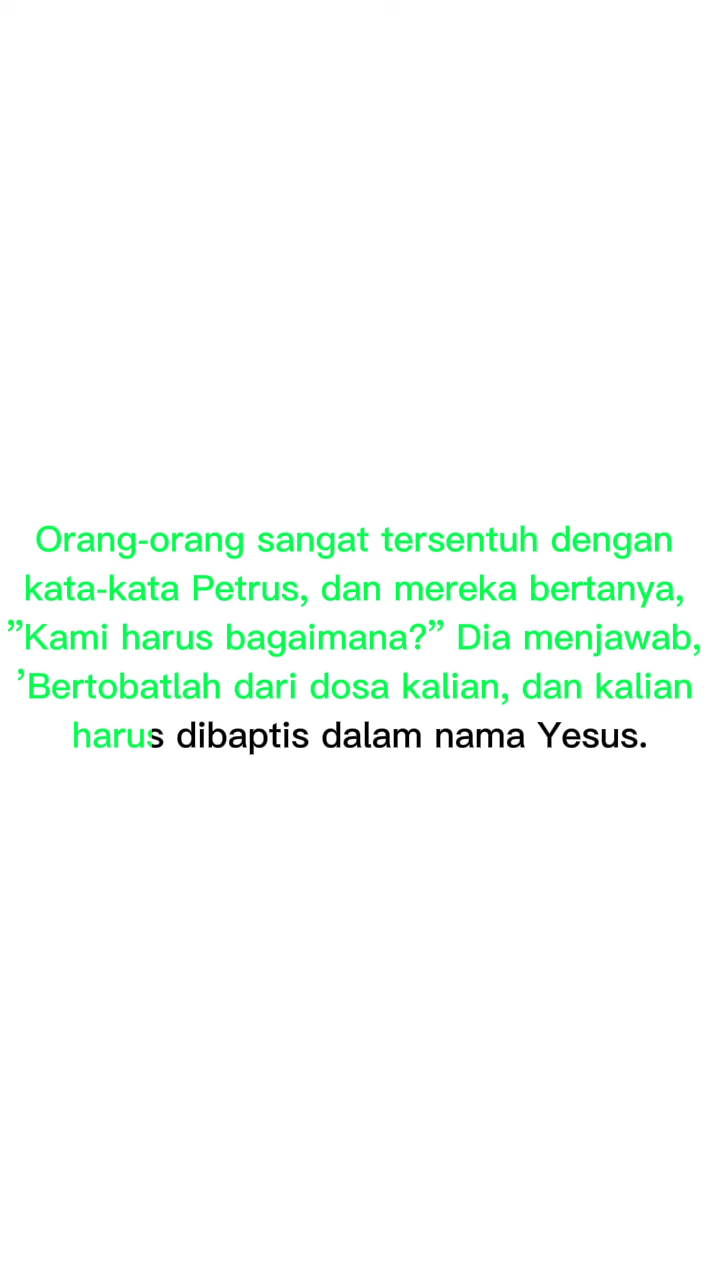 Orang-orang sangat tersentuh dengan
kata-kata Petrus, dan mereka bertanya,
”Kami harus bagaimana?” Dia menjawab,
’Bertobatlah dari dosa kalian, dan kalian
harus dibaptis dalam nama Yesus.